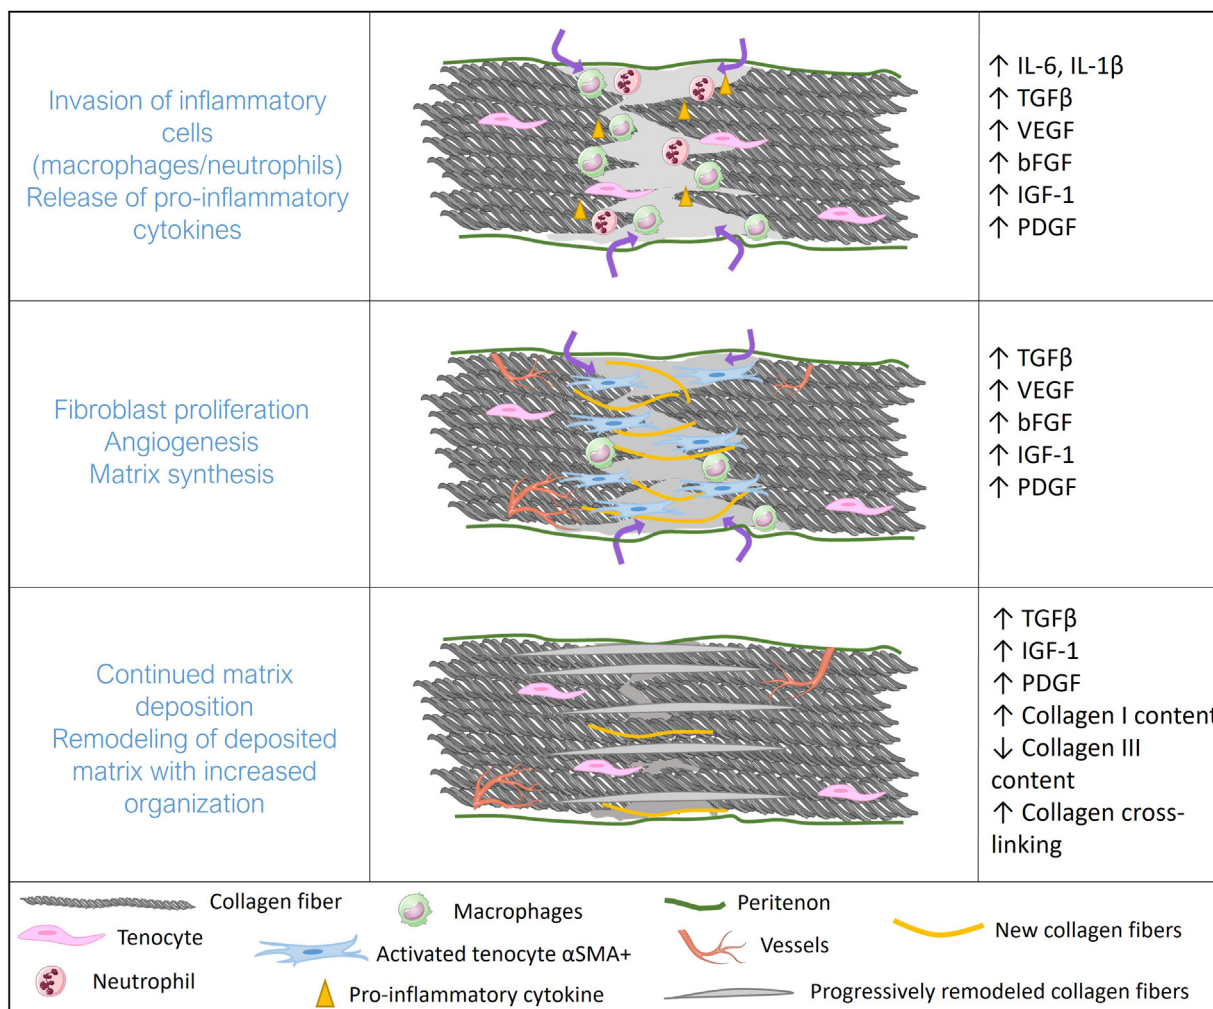 Invasion of inflammatory
cells
(macrophages/neutrophils)
Release of pro-inflammatory
cytokines
↑ IL-6, IL-1β
↑ TGFβ
↑ VEGF
↑ bFGF
↑ IGF-1
↑ PDGF
Fibroblast proliferation
Angiogenesis
Matrix synthesis
↑ TGFβ
↑ VEGF
↑ bFGF
↑ IGF-1
↑ PDGF
Continued matrix
deposition
Remodeling of deposited
matrix with increased
organization
↑ TGFβ
↑ IGF-1
↑ PDGF
↑ Collagen I content
↓ Collagen III
content
↑ Collagen cross-
linking
Collagen fiber
Macrophages
Peritenon
New collagen fibers
Tenocyte
Activated tenocyte αSMA+
Vessels
Neutrophil
Pro-inflammatory cytokine
Progressively remodeled collagen fibers